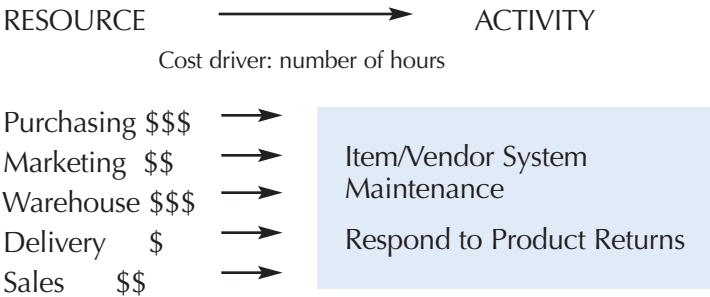 RESOURCE ACTIVITY
Cost driver: number of hours
Purchasing $$$
Marketing $$
Warehouse $$$
Delivery $
Sales $$
Item/Vendor System
Maintenance
Respond to Product Returns